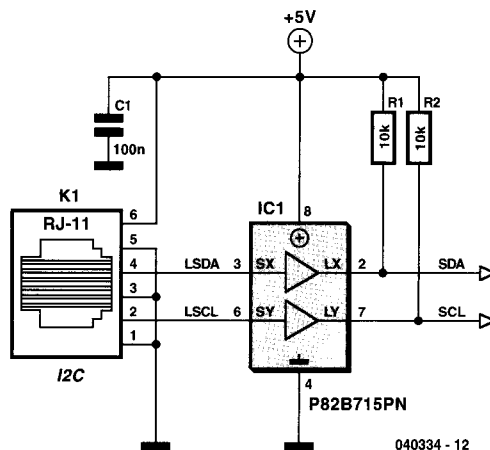 +5V
C1
100n
R1
R2
10k
10k
K1
RJ-11
6
5
4
3
2
1
I2C
LSDA
LSCL
IC1
8
3
SX
LX
2
6
SY
LY
7
4
P82B715PN
SDA
SCL
040334 - 12